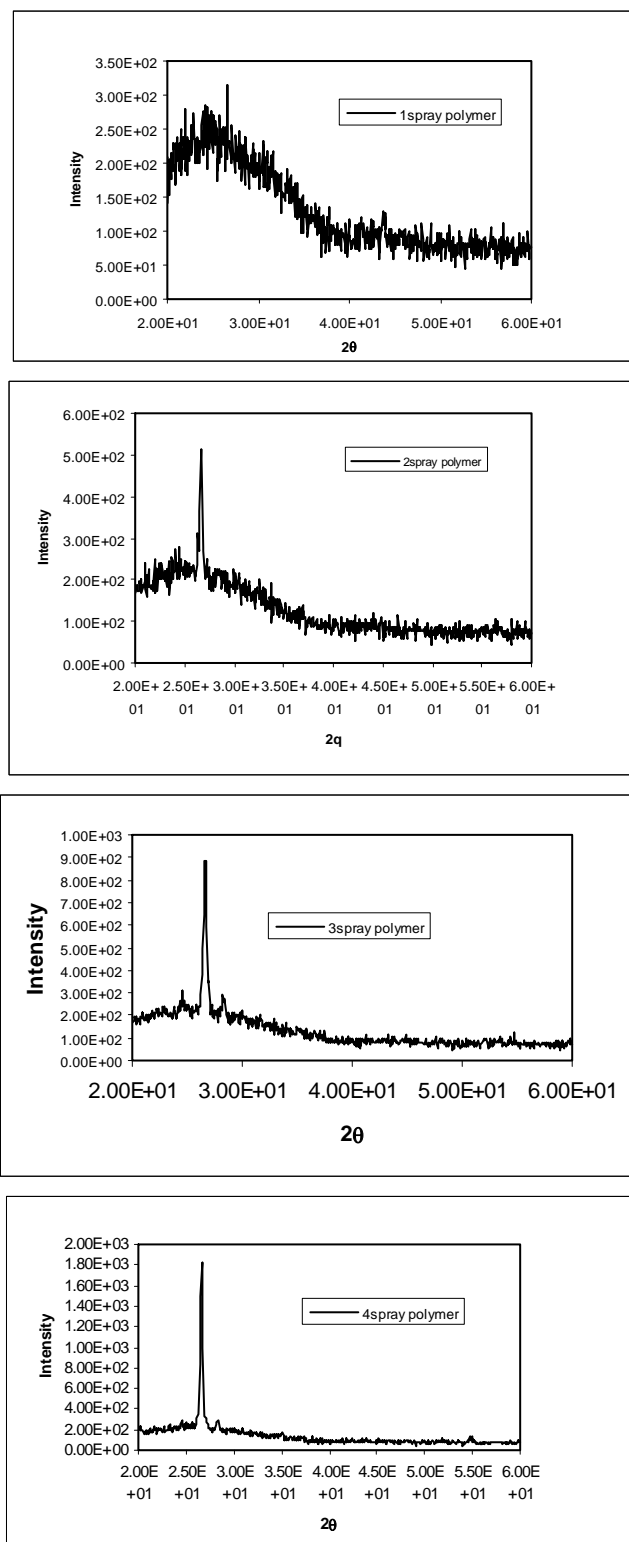 3.50E+02
3.00E+02
2.50E+02
2.00E+02
1.50E+02
1.00E+02
5.00E+01
0.00E+00
Intensity
1spray polymer
2.00E+01 3.00E+01 4.00E+01 5.00E+01 6.00E+01
2θ
6.00E+02
5.00E+02
4.00E+02
3.00E+02
2.00E+02
1.00E+02
0.00E+00
Intensity
2spray polymer
2.00E+ 2.50E+ 3.00E+ 3.50E+ 4.00E+ 4.50E+ 5.00E+ 5.50E+ 6.00E+
01 01 01 01 01 01 01 01 01
2q
1.00E+03
9.00E+02
8.00E+02
7.00E+02
6.00E+02
5.00E+02
4.00E+02
3.00E+02
2.00E+02
1.00E+02
0.00E+00
Intensity
3spray polymer
2.00E+01 3.00E+01 4.00E+01 5.00E+01 6.00E+01
2θ
2.00E+03
1.80E+03
1.60E+03
1.40E+03
1.20E+03
1.00E+03
8.00E+02
6.00E+02
4.00E+02
2.00E+02
0.00E+00
Intensity
4spray polymer
2.00E 2.50E 3.00E 3.50E 4.00E 4.50E 5.00E 5.50E 6.00E
+01 +01 +01 +01 +01 +01 +01 +01 +01
2θ